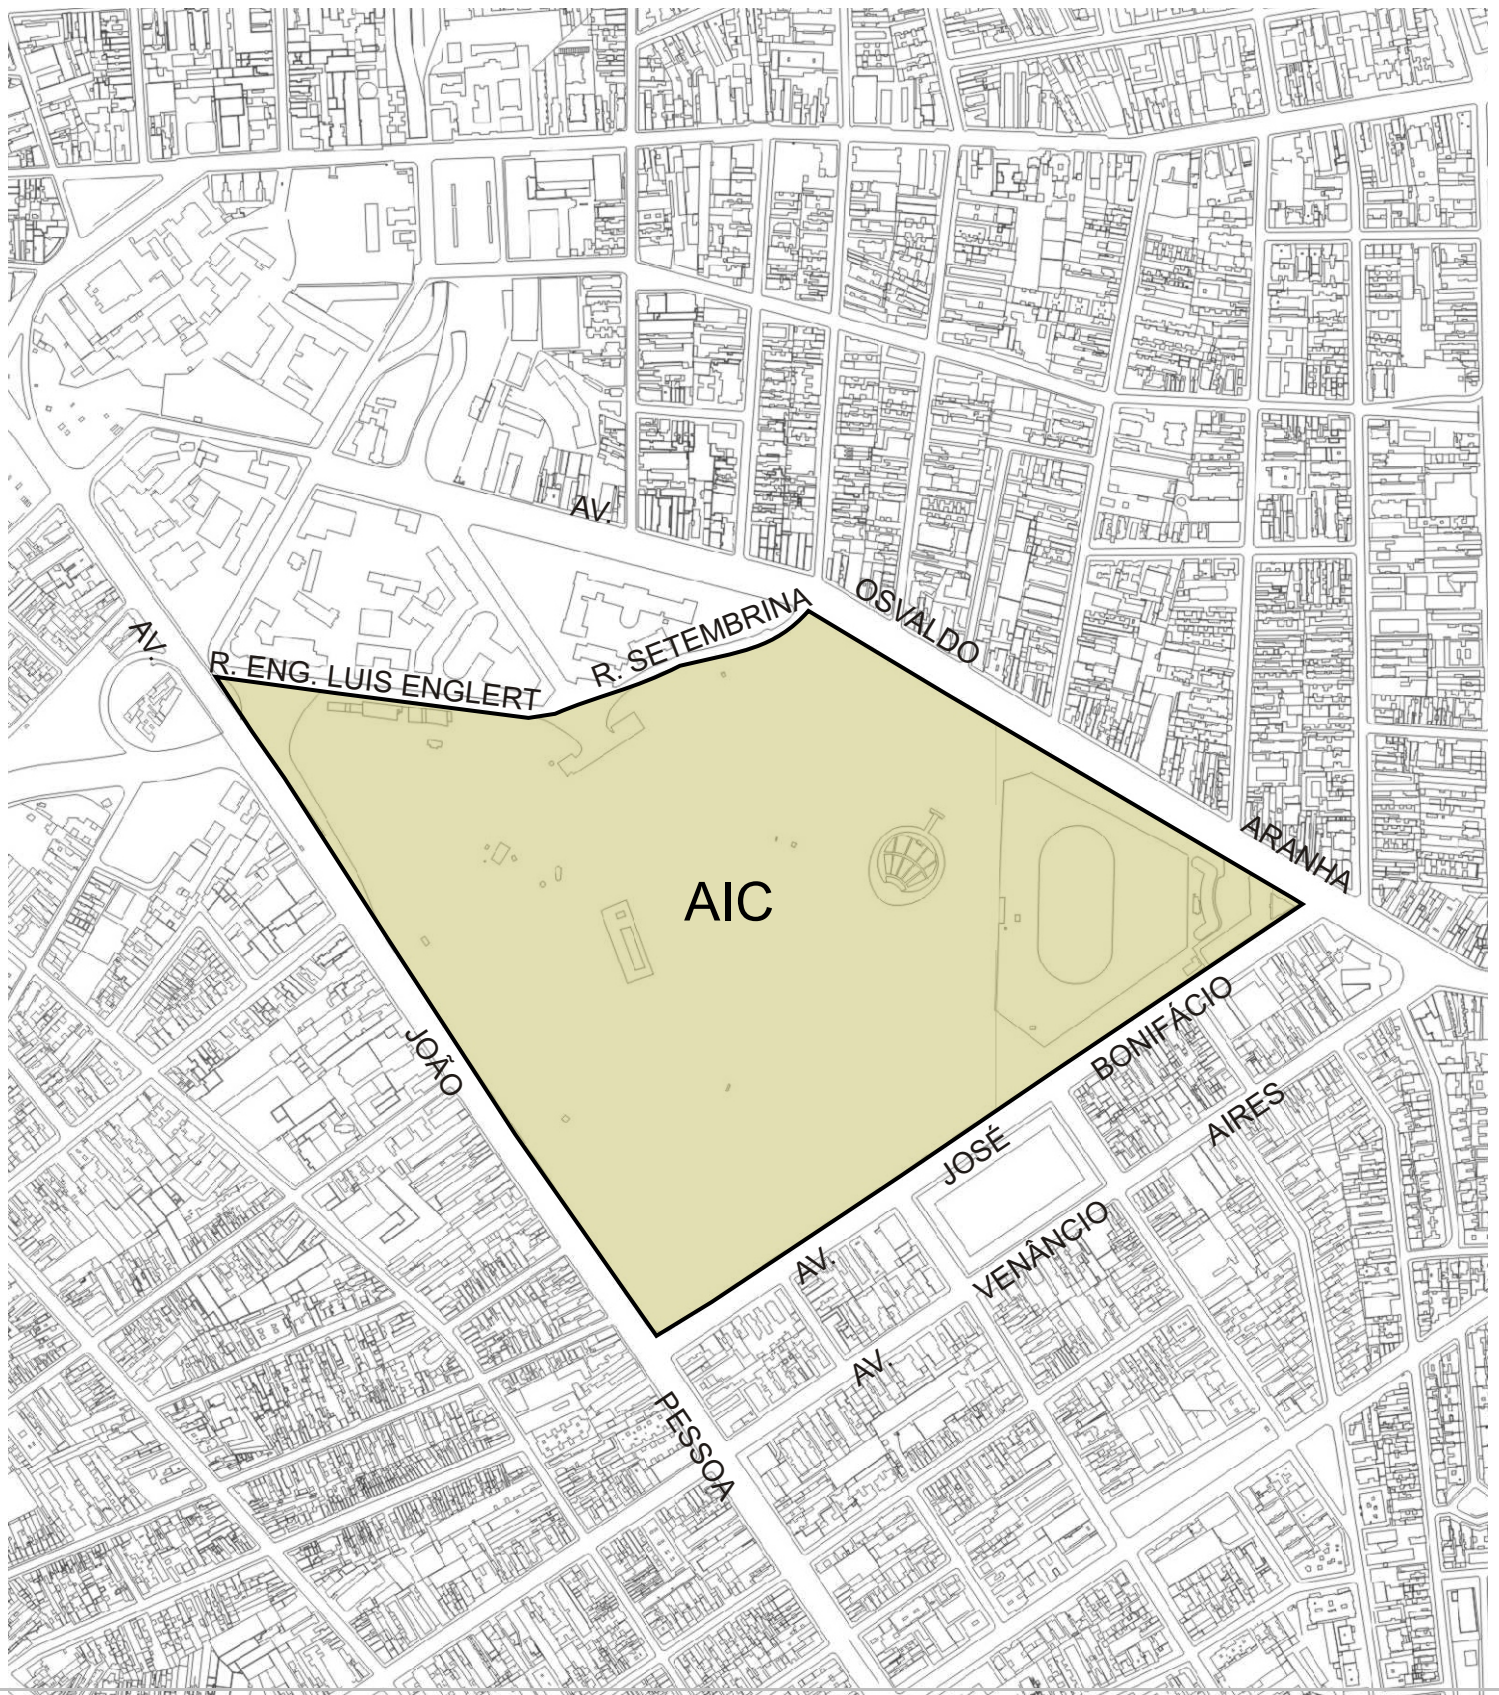 AV.
OSVALDO
ARANHA
R. SETEMBRINA
R. ENG. LUIS ENGLERT
AV.
JOÃO
PESSOA
AIC
AV.
JOSÉ
BONIFÁCIO
AV.
VENÂNCIO
AIRES